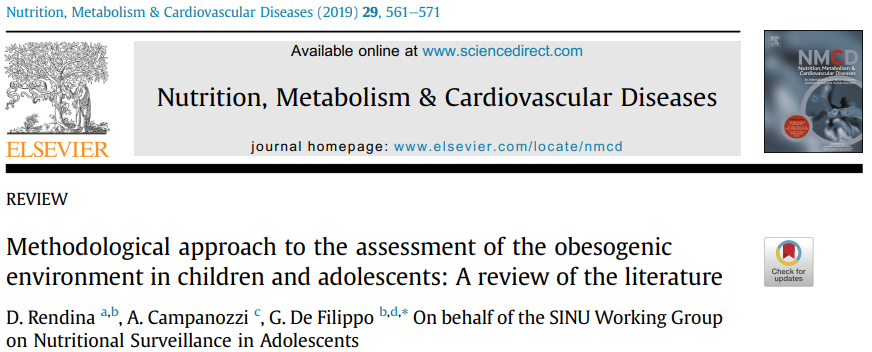 Nutrition, Metabolism & Cardiovascular Diseases (2019) 29, 561–571
Available online at www.sciencedirect.com
Nutrition, Metabolism & Cardiovascular Diseases
journal homepage: www.elsevier.com/locate/nmcd
ELSEVIER
NMCD
Nutrition, Metabolism &
Cardiovascular Diseases
REVIEW
Methodological approach to the assessment of the obesogenic
environment in children and adolescents: A review of the literature
Check for
updates
D. Rendina a,b, A. Campanozzi c, G. De Filippo b,d,* On behalf of the SINU Working Group
on Nutritional Surveillance in Adolescents